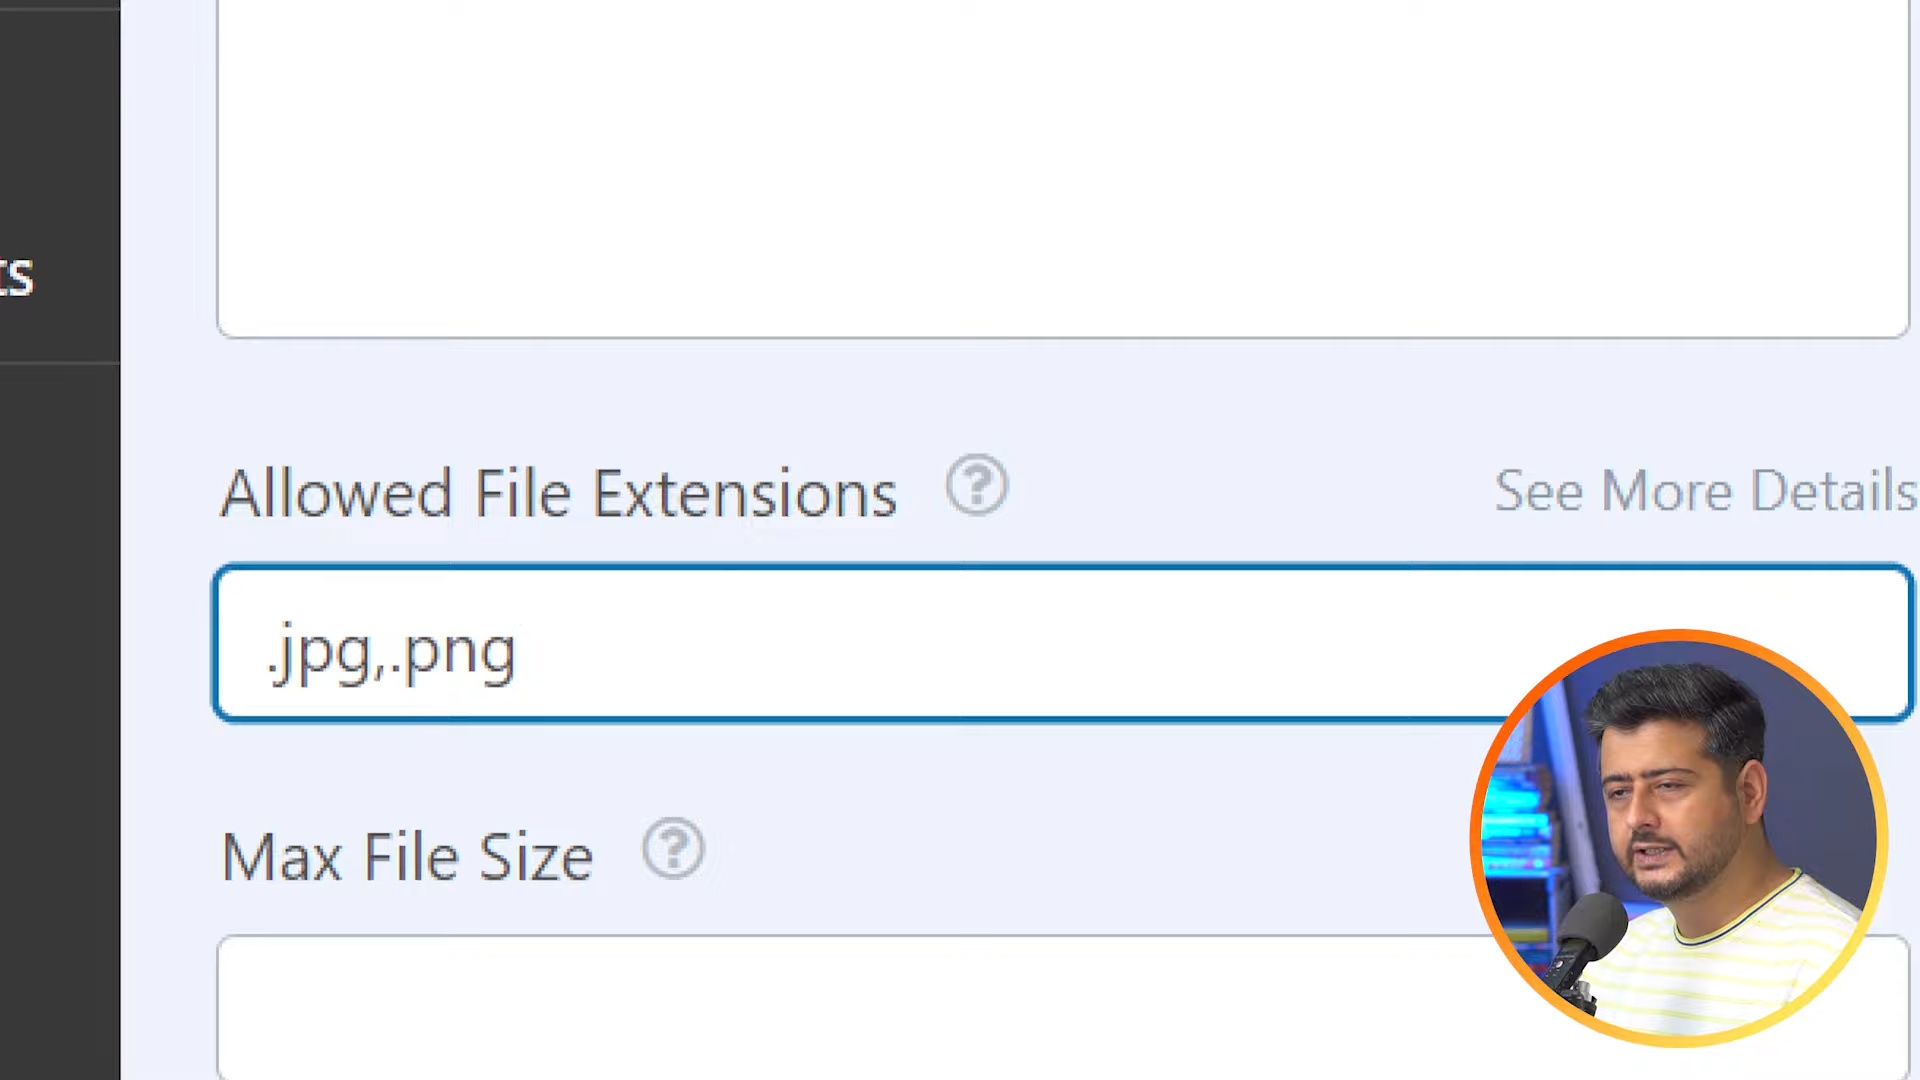 Allowed File Extensions
See More Details
.jpg,.png
Max File Size